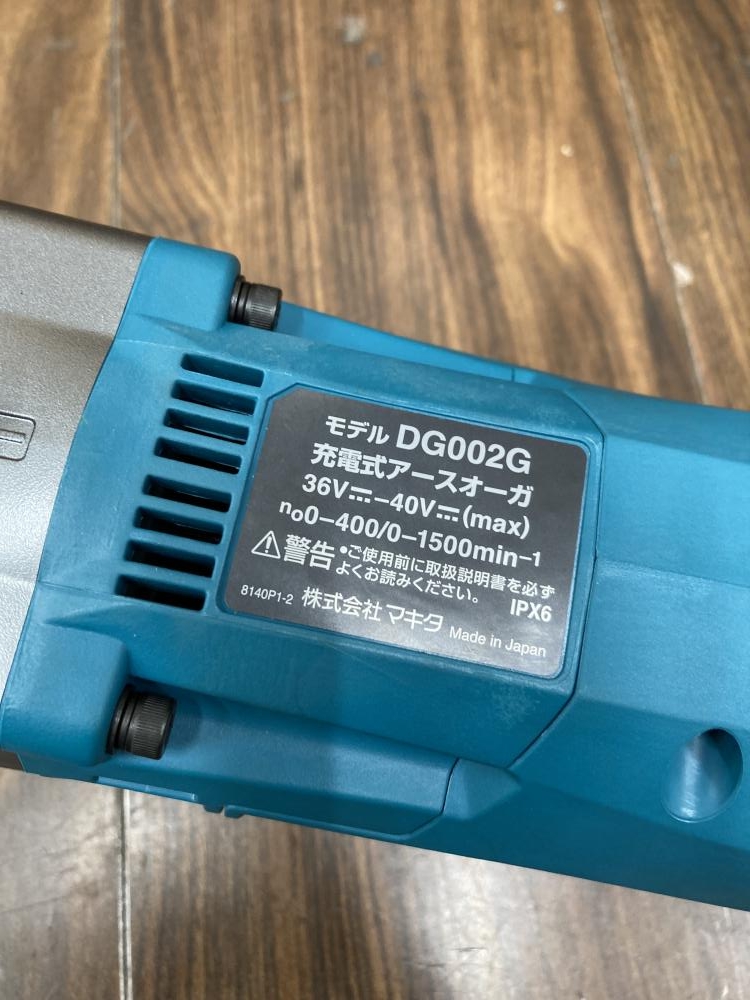 モデル DG002G
充電式アースオーガ
36V⎓-40V⎓(max)
n₀0-400/0-1500min⁻¹
⚠警告 •ご使用前に取扱説明書を必ず
よくお読みください。
IPX6
8140P1-2 株式会社 マキタ Made in Japan